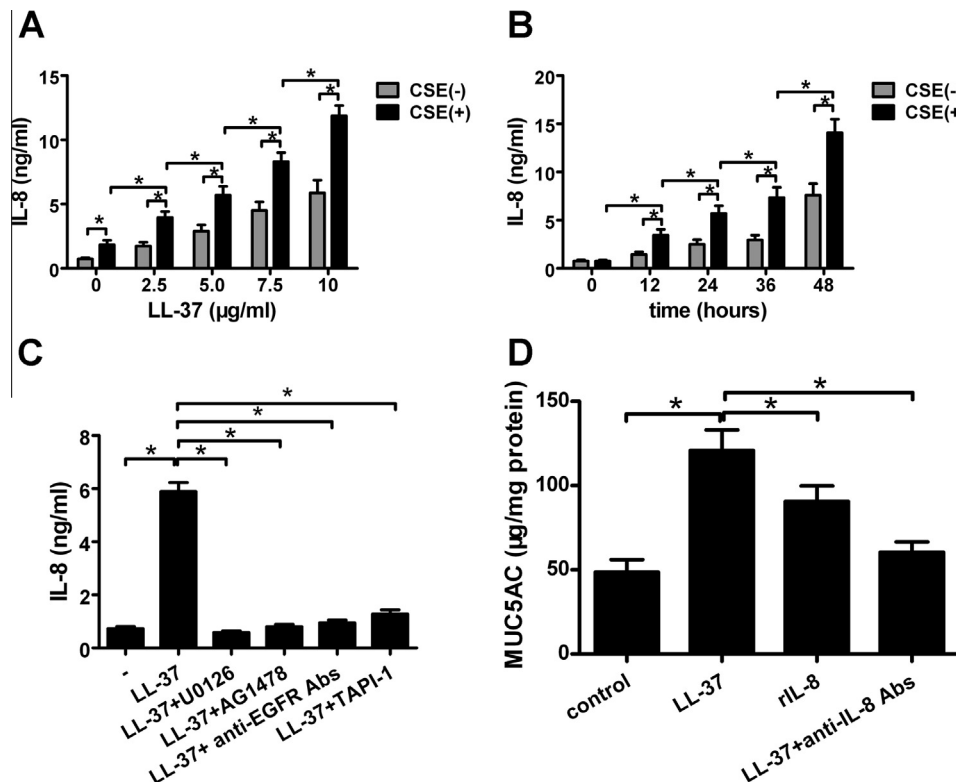 A
IL-8 (ng/ml)
15
10
5
0
CSE(-)
CSE(+)
*
*
*
*
*
*
*
*
*
0 2.5 5.0 7.5 10
LL-37 (μg/ml)
B
IL-8 (ng/ml)
20
15
10
5
0
CSE(-
CSE(+
*
*
*
*
*
*
*
*
0 12 24 36 48
time (hours)
C
IL-8 (ng/ml)
8
6
4
2
0
*
*
*
*
*
-
LL-37
LL-37+U0126
LL-37+AG1478
LL-37+ anti-EGFR Abs
LL-37+TAPI-1
D
MUC5AC (μg/mg protein)
150
100
50
0
*
*
*
control
LL-37
rIL-8
LL-37+anti-IL-8 Abs